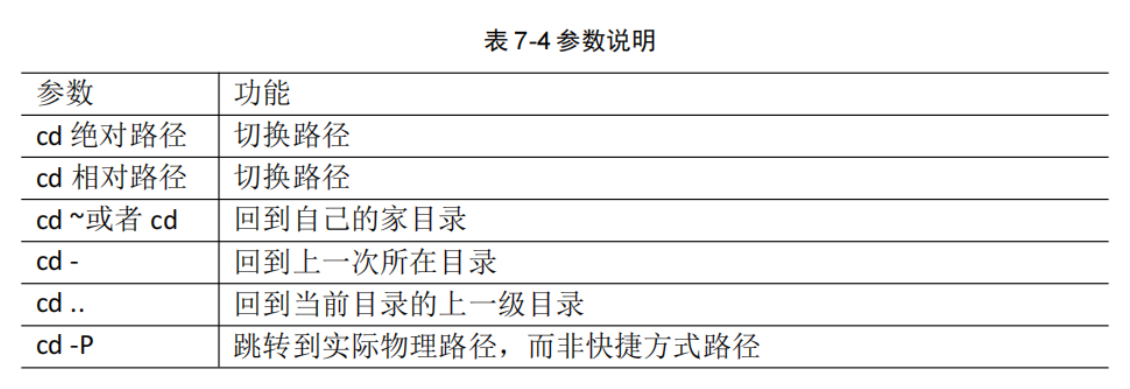 表 7-4 参数说明
参数 功能
cd 绝对路径 切换路径
cd 相对路径 切换路径
cd ~或者 cd 回到自己的家目录
cd - 回到上一次所在目录
cd .. 回到当前目录的上一级目录
cd -P 跳转到实际物理路径，而非快捷方式路径